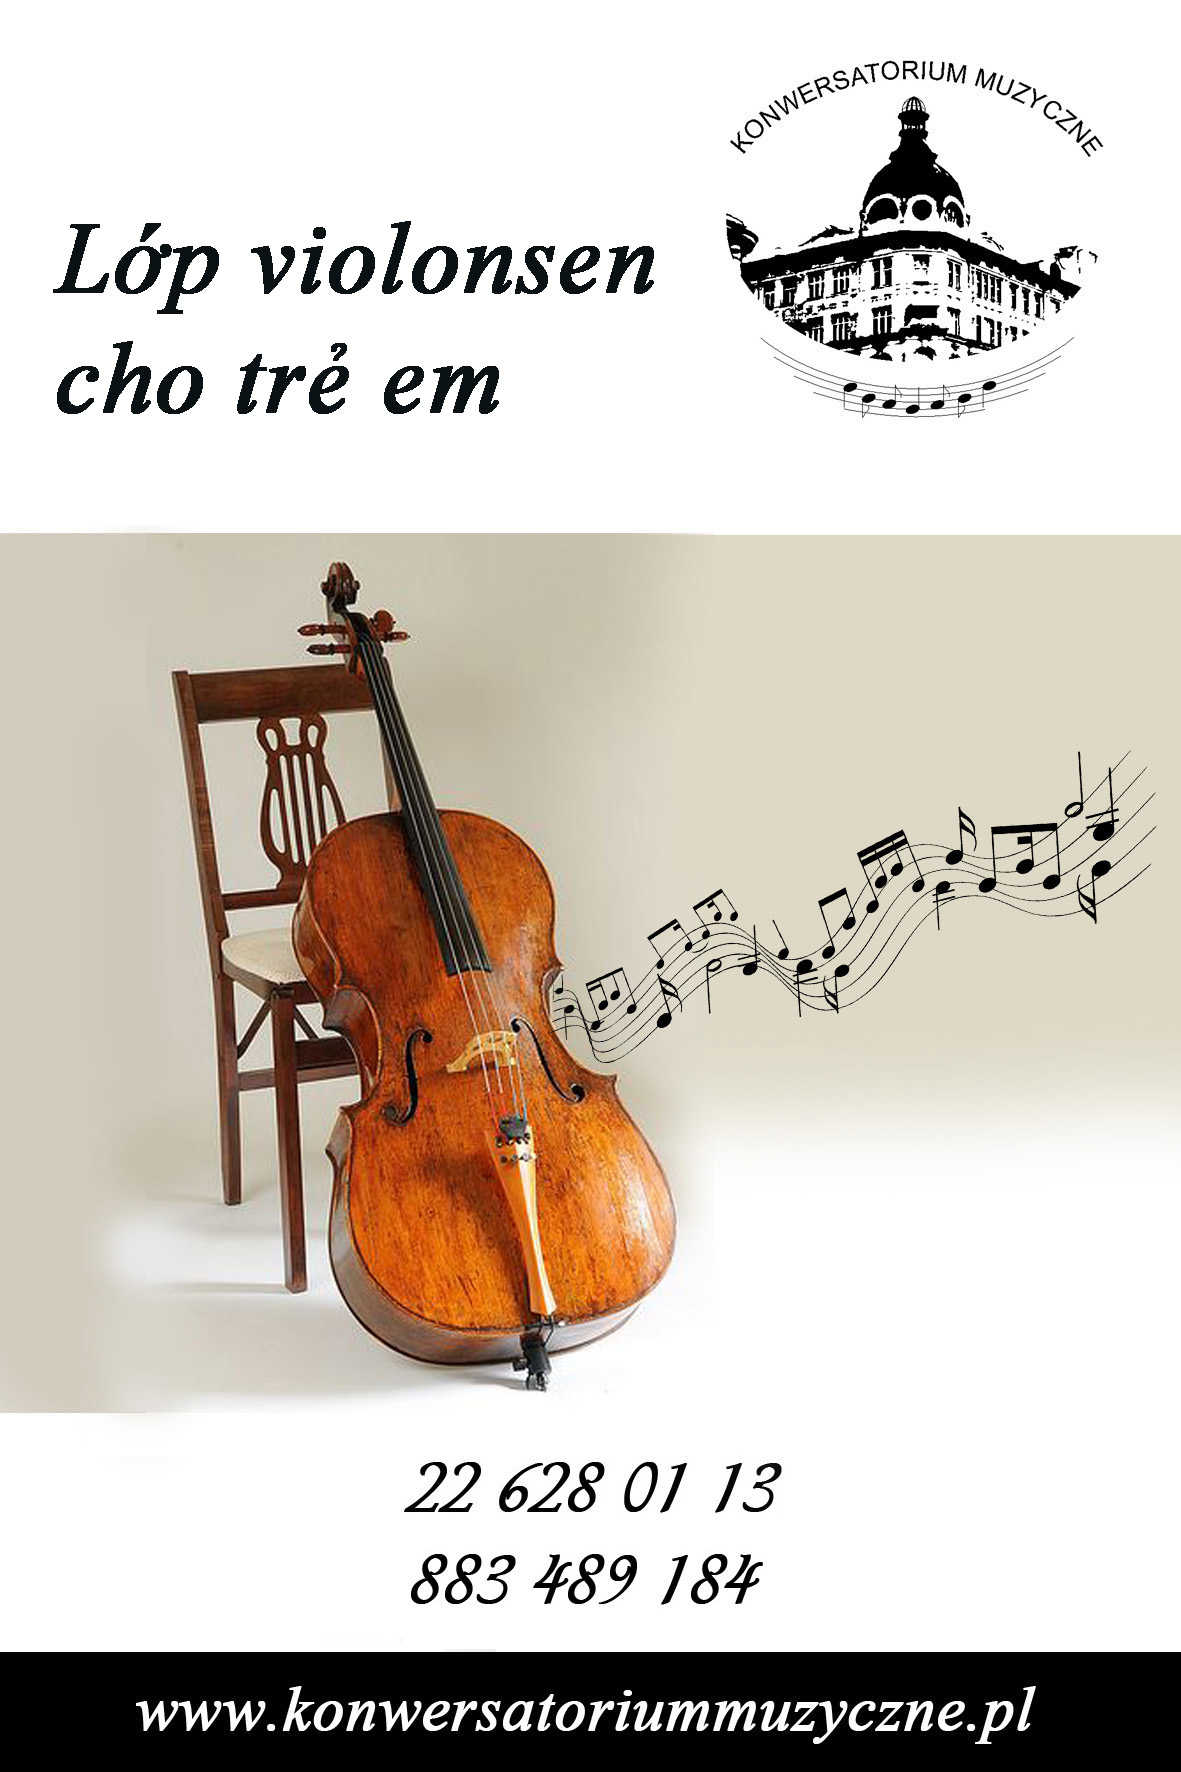 KONWERSATORIUM MUZYCZNE
Lớp violonsen
cho trẻ em
22 628 01 13
883 489 184
www.konwersatoriummuzyczne.pl